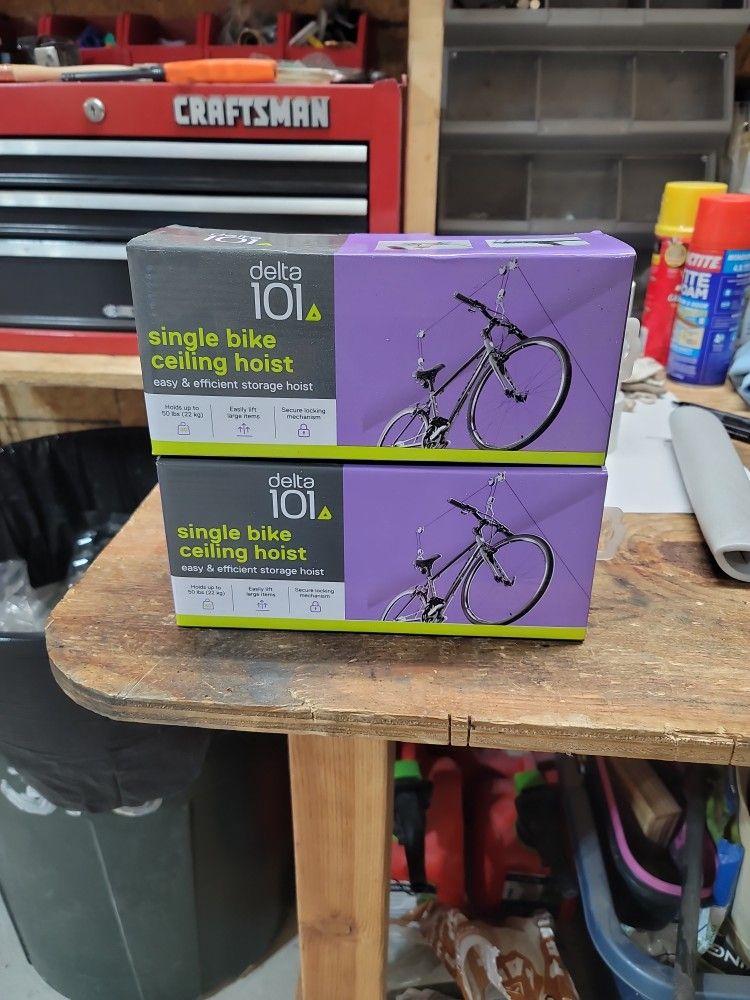 CRAFTSMAN
101
delta
101
single bike
ceiling hoist
easy & efficient storage hoist
Holds up to
50 lbs (22 kg)
Easily lift
large items
Secure locking
mechanism
delta
101
single bike
ceiling hoist
easy & efficient storage hoist
Holds up to
50 lbs (22 kg)
Easily lift
large items
Secure locking
mechanism